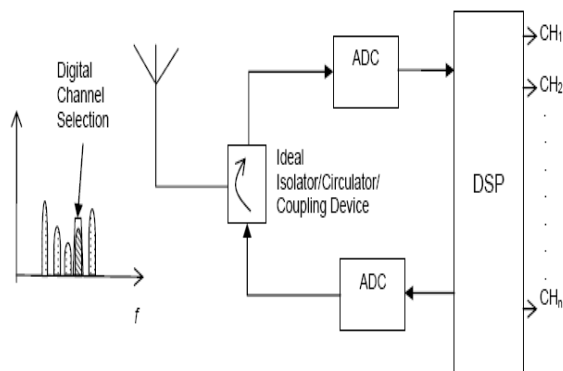 Digital
Channel
Selection
f
Ideal
Isolator/Circulator/
Coupling Device
ADC
ADC
DSP
CH1
CH2
CHn